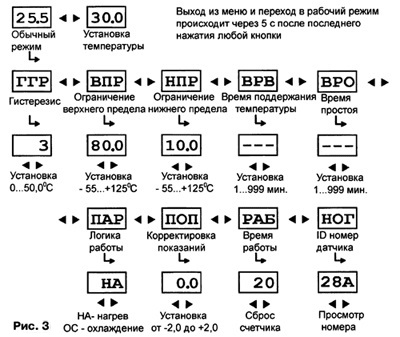 25.5
30.0
Обычный
режим
Установка
температуры
Выход из меню и переход в рабочий режим
происходит через 5 с после последнего
нажатия любой кнопки
ГГР
ВПР
НПР
ВРВ
ВРО
Гистерезис
Ограничение
верхнего предела
Ограничение
нижнего предела
Время поддержания
температуры
Время
простоя
3
80.0
10.0
---
---
Установка
0...50,0⁰С
Установка
- 55...+125⁰С
Установка
- 55...+125⁰С
Установка
1...999 мин.
Установка
1...999 мин.
ПАР
ПОП
РАБ
НОГ
Логика
работы
Корректировка
показаний
Время
работы
ID номер
датчика
НА
0.0
20
28А
НА- нагрев
ОС - охлаждение
Установка
от -2,0 до +2,0
Сброс
счетчика
Просмотр
номера
Рис. 3